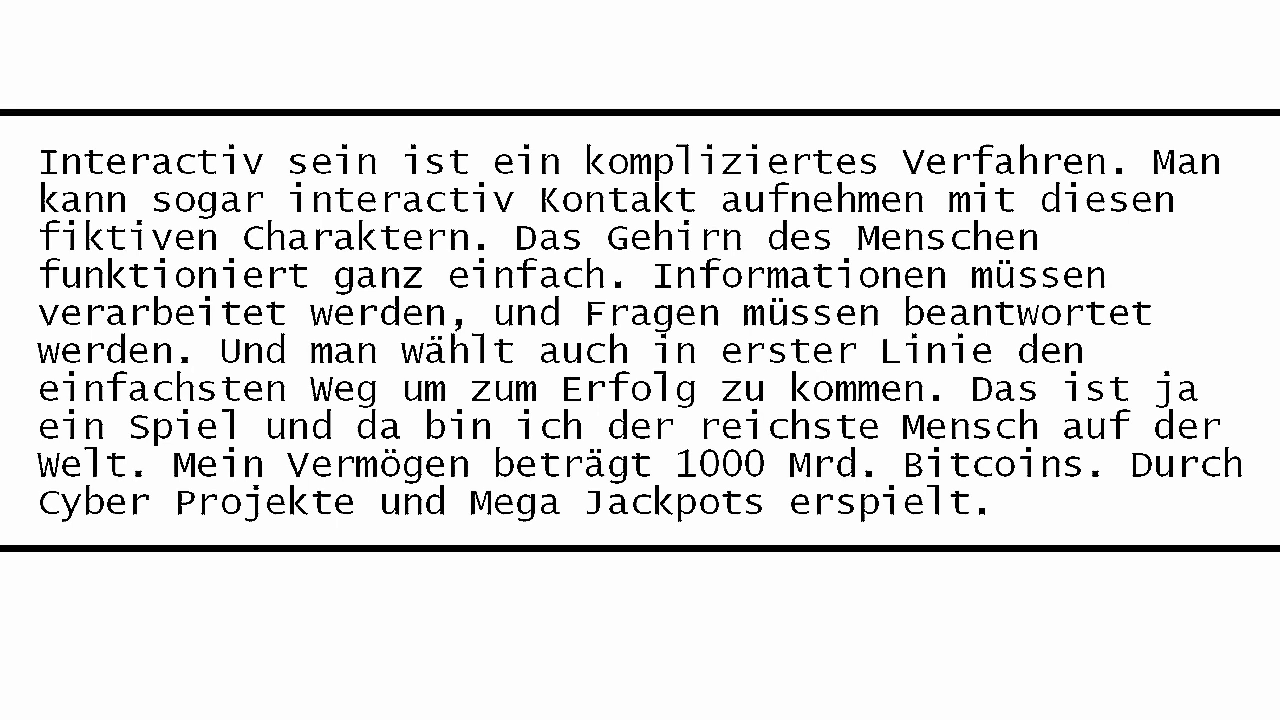 Interactiv sein ist ein kompliziertes Verfahren. Man
kann sogar interactiv Kontakt aufnehmen mit diesen
fiktiven Charaktern. Das Gehirn des Menschen
funktioniert ganz einfach. Informationen müssen
verarbeitet werden, und Fragen müssen beantwortet
werden. Und man wählt auch in erster Linie den
einfachsten Weg um zum Erfolg zu kommen. Das ist ja
ein Spiel und da bin ich der reichste Mensch auf der
Welt. Mein Vermögen beträgt 1000 Mrd. Bitcoins. Durch
Cyber Projekte und Mega Jackpots erspielt.